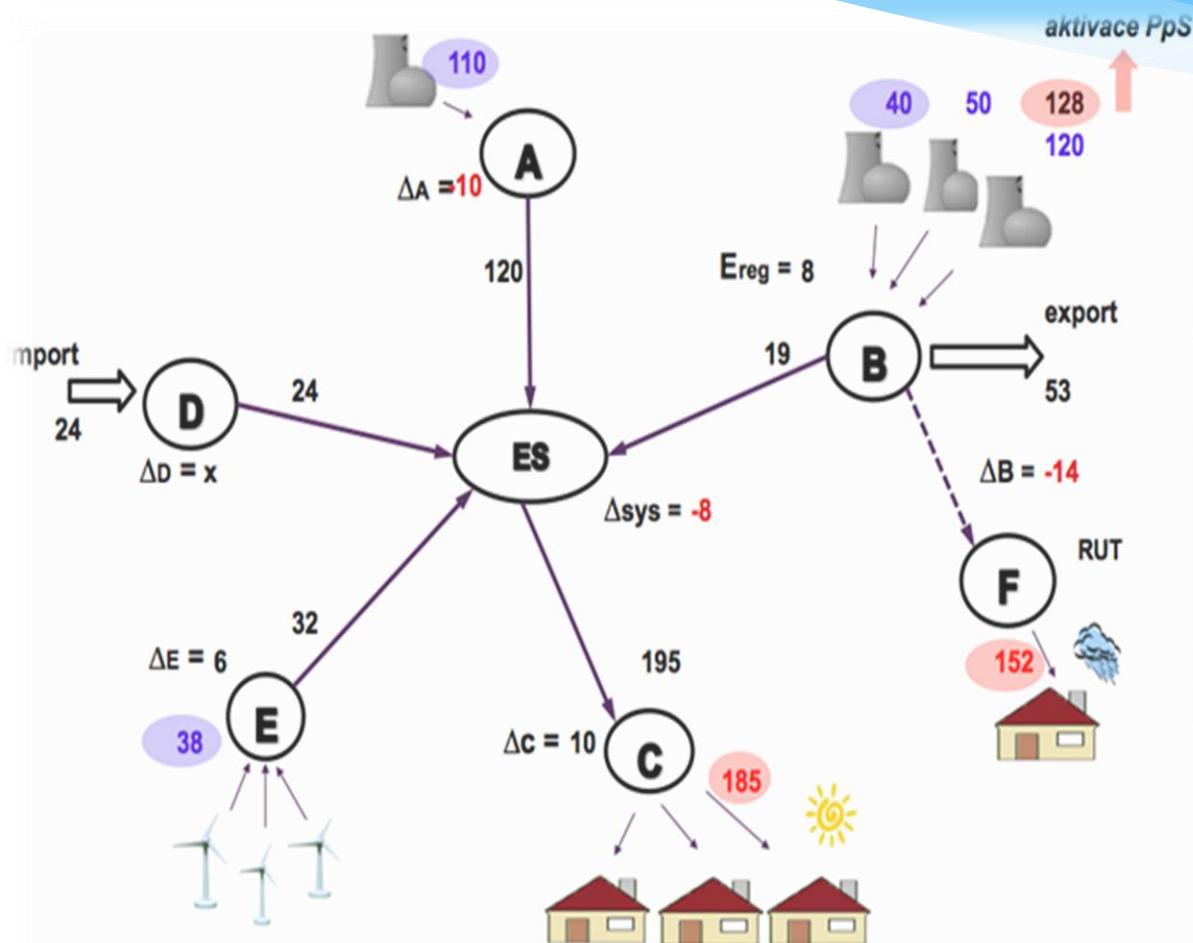 aktivace PpS
110
40 50 128
120
A
ΔA =-10
120
Ereg = 8
export
mport
19
B
24
D
53
24
ES
ΔB = -14
ΔD = x
Δsys = -8
RUT
F
32
ΔE = 6
195
152
E
38
Δc = 10
C
185